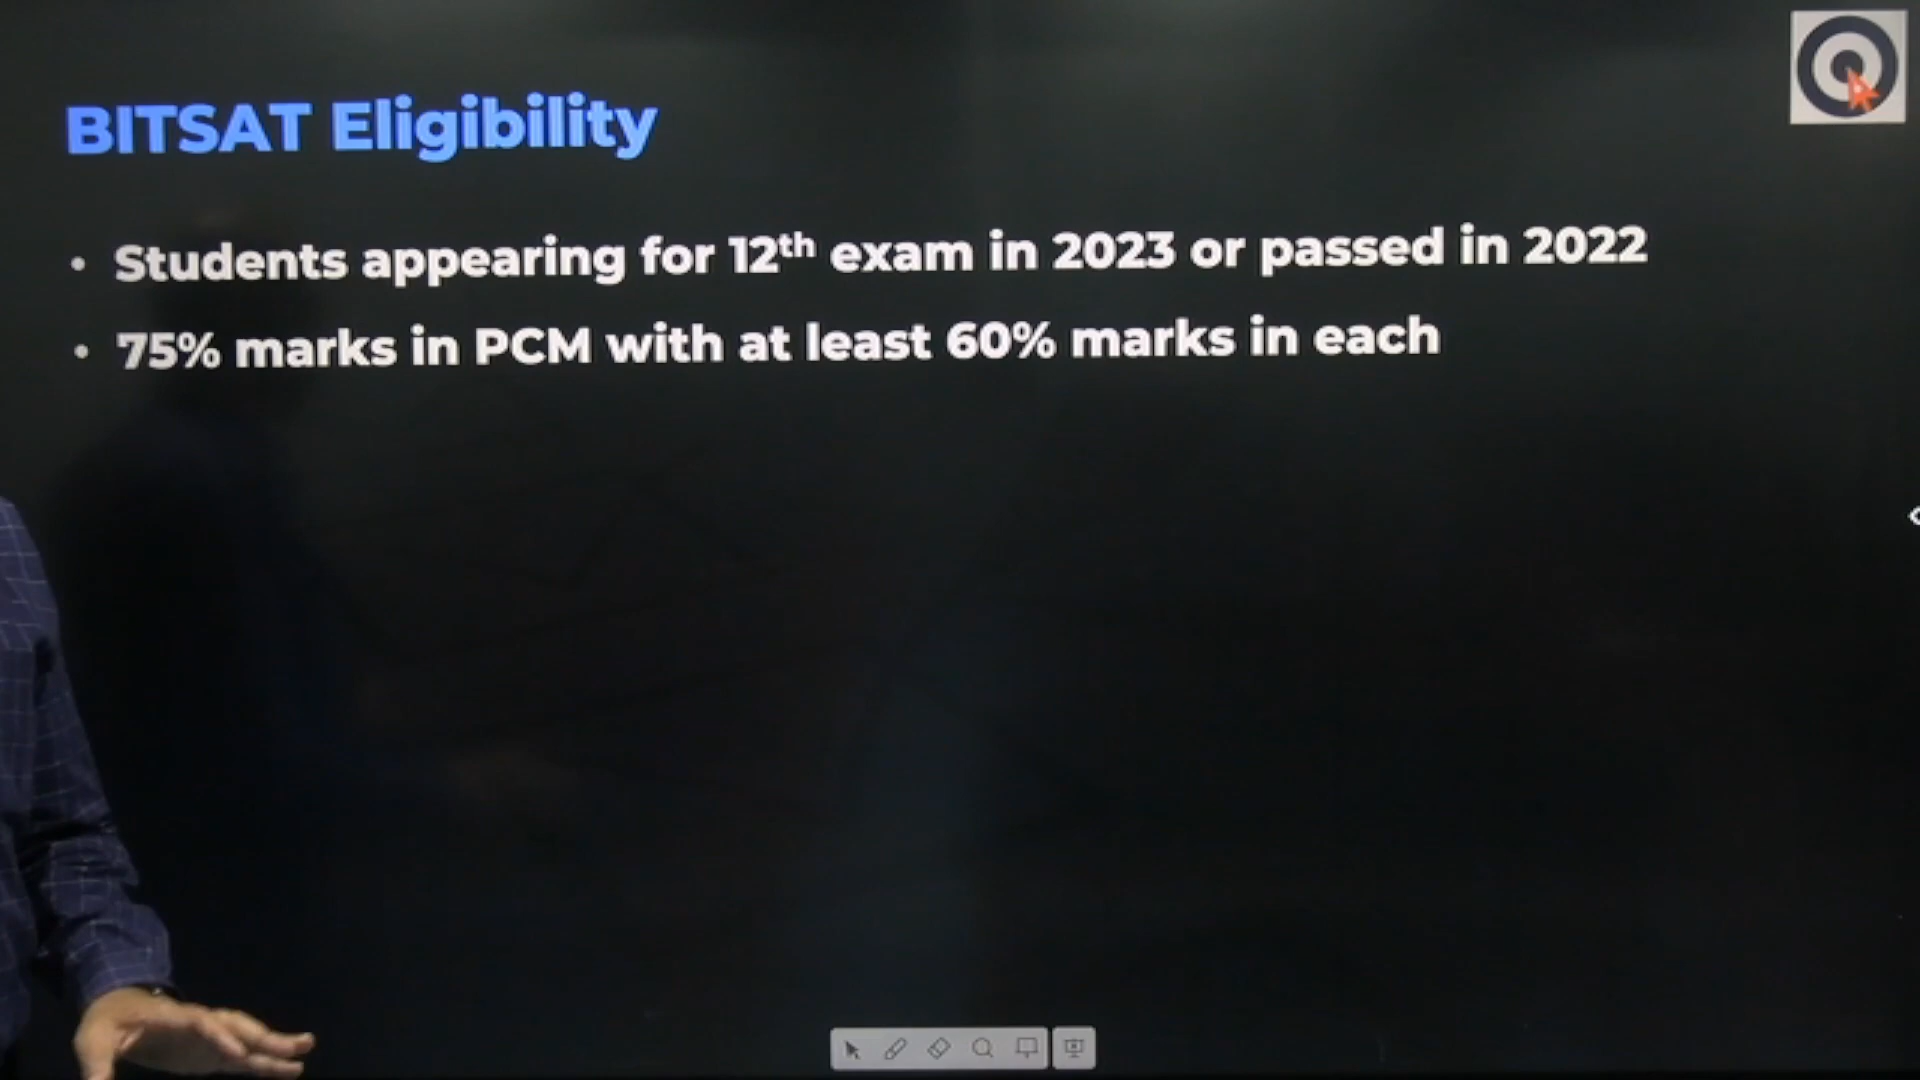 BITSAT Eligibility
• Students appearing for 12th exam in 2023 or passed in 2022
• 75% marks in PCM with at least 60% marks in each